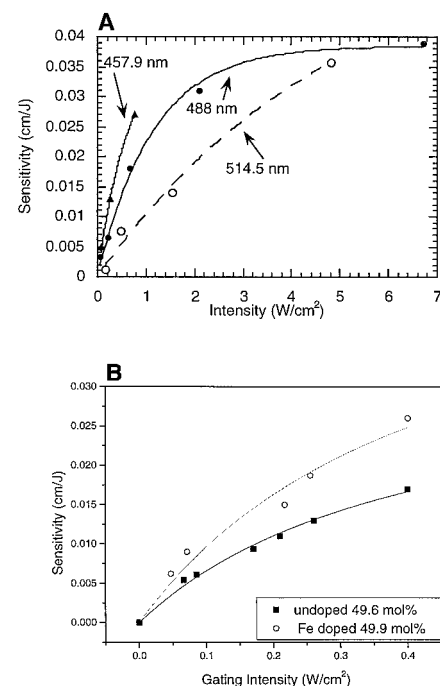 A
0.04
0.035
0.03
0.025
0.02
0.015
0.01
0.005
0
Sensitivity (cm/J)
457.9 nm
488 nm
514.5 nm
0 1 2 3 4 5 6 7
Intensity (W/cm²)
B
0.030
0.025
0.020
0.015
0.010
0.005
0.000
Sensitivity (cm/J)
undoped 49.6 mol%
Fe doped 49.9 mol%
0.0 0.1 0.2 0.3 0.4
Gating Intensity (W/cm²)